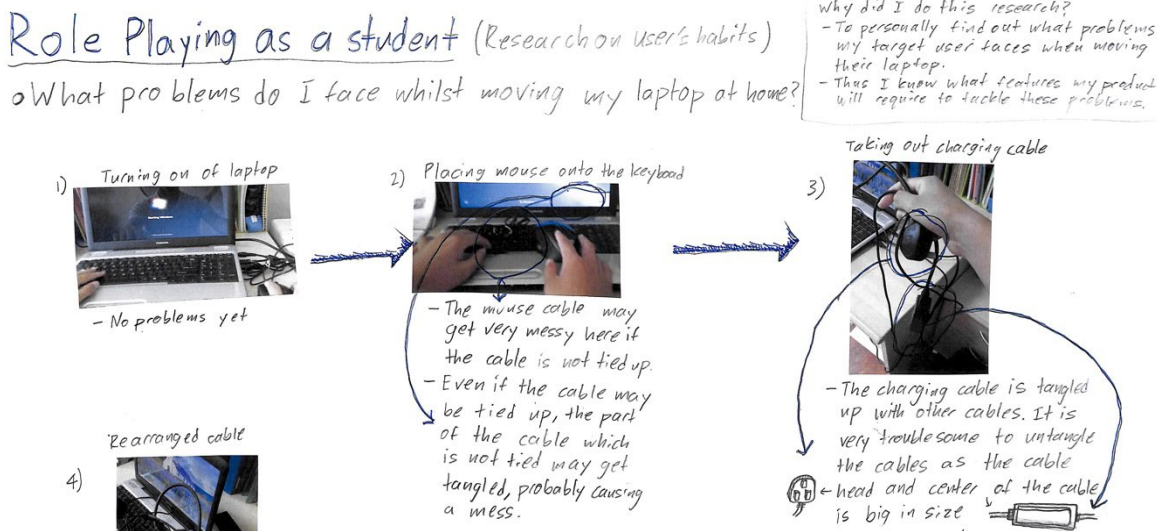 Role Playing as a student (Research on user's habits)
• What problems do I face whilst moving my laptop at home?
Why did I do this research?
- To personally find out what problems
my target user faces when moving
their laptop.
- Thus I know what features my product
will require to tackle these problems.
1) Turning on of laptop
- No problems yet
2) Placing mouse onto the keyboad
- The mouse cable may
get very messy here if
the cable is not tied up.
- Even if the cable may
be tied up, the part
of the cable which
is not tied may get
tangled, probably causing
a mess.
3) Taking out charging cable
- The charging cable is tangled
up with other cables. It is
very troublesome to untangle
the cables as the cable
head and center of the cable
is big in size
4) Rearranged cable